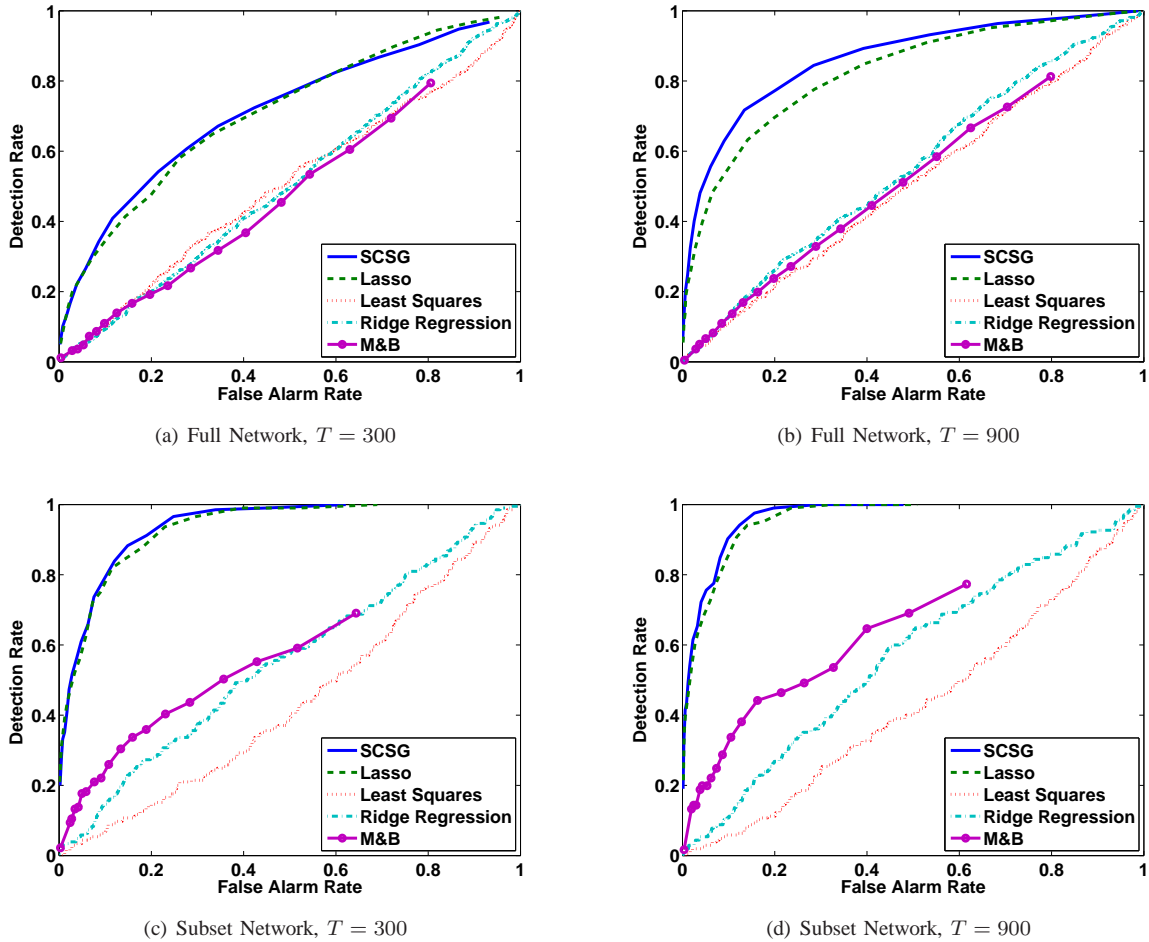 1
0.8
0.6
0.4
0.2
0
0 0.2 0.4 0.6 0.8 1
Detection Rate
False Alarm Rate
SCSG
Lasso
Least Squares
Ridge Regression
M&B
(a) Full Network, T = 300
1
0.8
0.6
0.4
0.2
0
0 0.2 0.4 0.6 0.8 1
Detection Rate
False Alarm Rate
SCSG
Lasso
Least Squares
Ridge Regression
M&B
(b) Full Network, T = 900
1
0.8
0.6
0.4
0.2
0
0 0.2 0.4 0.6 0.8 1
Detection Rate
False Alarm Rate
SCSG
Lasso
Least Squares
Ridge Regression
M&B
(c) Subset Network, T = 300
1
0.8
0.6
0.4
0.2
0
0 0.2 0.4 0.6 0.8 1
Detection Rate
False Alarm Rate
SCSG
Lasso
Least Squares
Ridge Regression
M&B
(d) Subset Network, T = 900